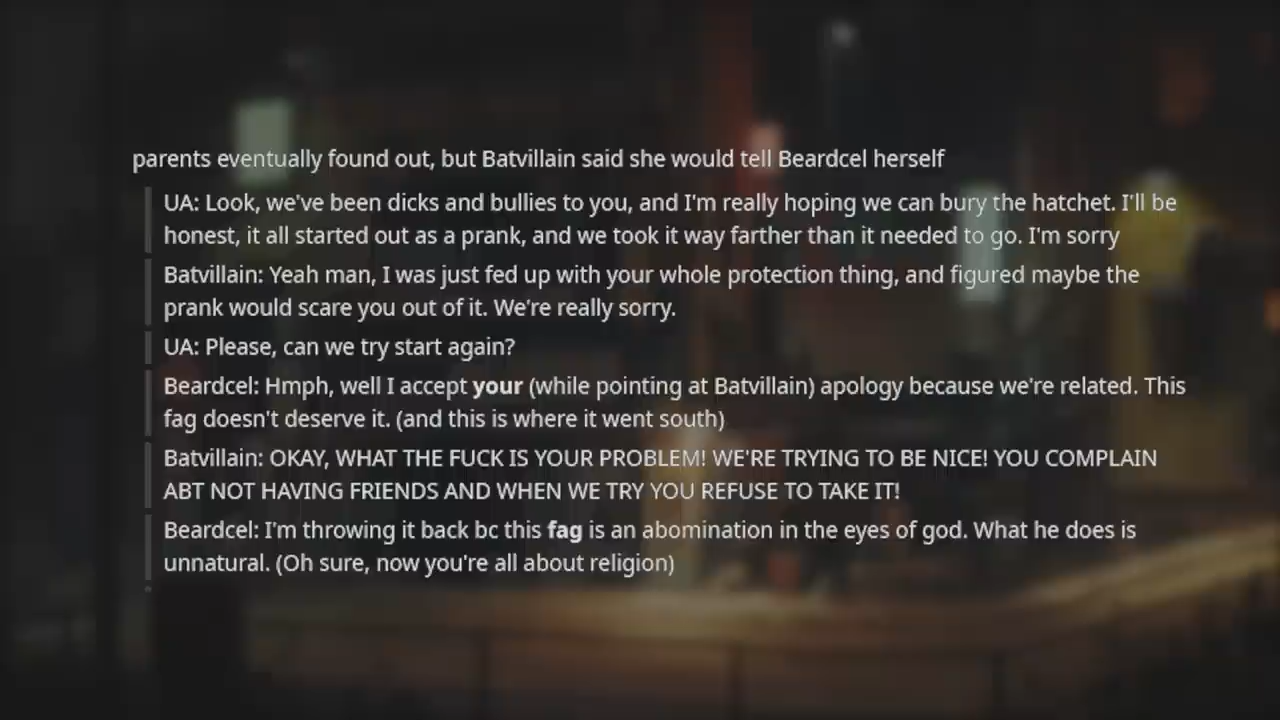 parents eventually found out, but Batvillain said she would tell Beardcel herself
UA: Look, we've been dicks and bullies to you, and I'm really hoping we can bury the hatchet. I'll be
honest, it all started out as a prank, and we took it way farther than it needed to go. I'm sorry
Batvillain: Yeah man, I was just fed up with your whole protection thing, and figured maybe the
prank would scare you out of it. We're really sorry.
UA: Please, can we try start again?
Beardcel: Hmph, well I accept your (while pointing at Batvillain) apology because we're related. This
fag doesn't deserve it. (and this is where it went south)
Batvillain: OKAY, WHAT THE FUCK IS YOUR PROBLEM! WE'RE TRYING TO BE NICE! YOU COMPLAIN
ABT NOT HAVING FRIENDS AND WHEN WE TRY YOU REFUSE TO TAKE IT!
Beardcel: I'm throwing it back bc this fag is an abomination in the eyes of god. What he does is
unnatural. (Oh sure, now you're all about religion)